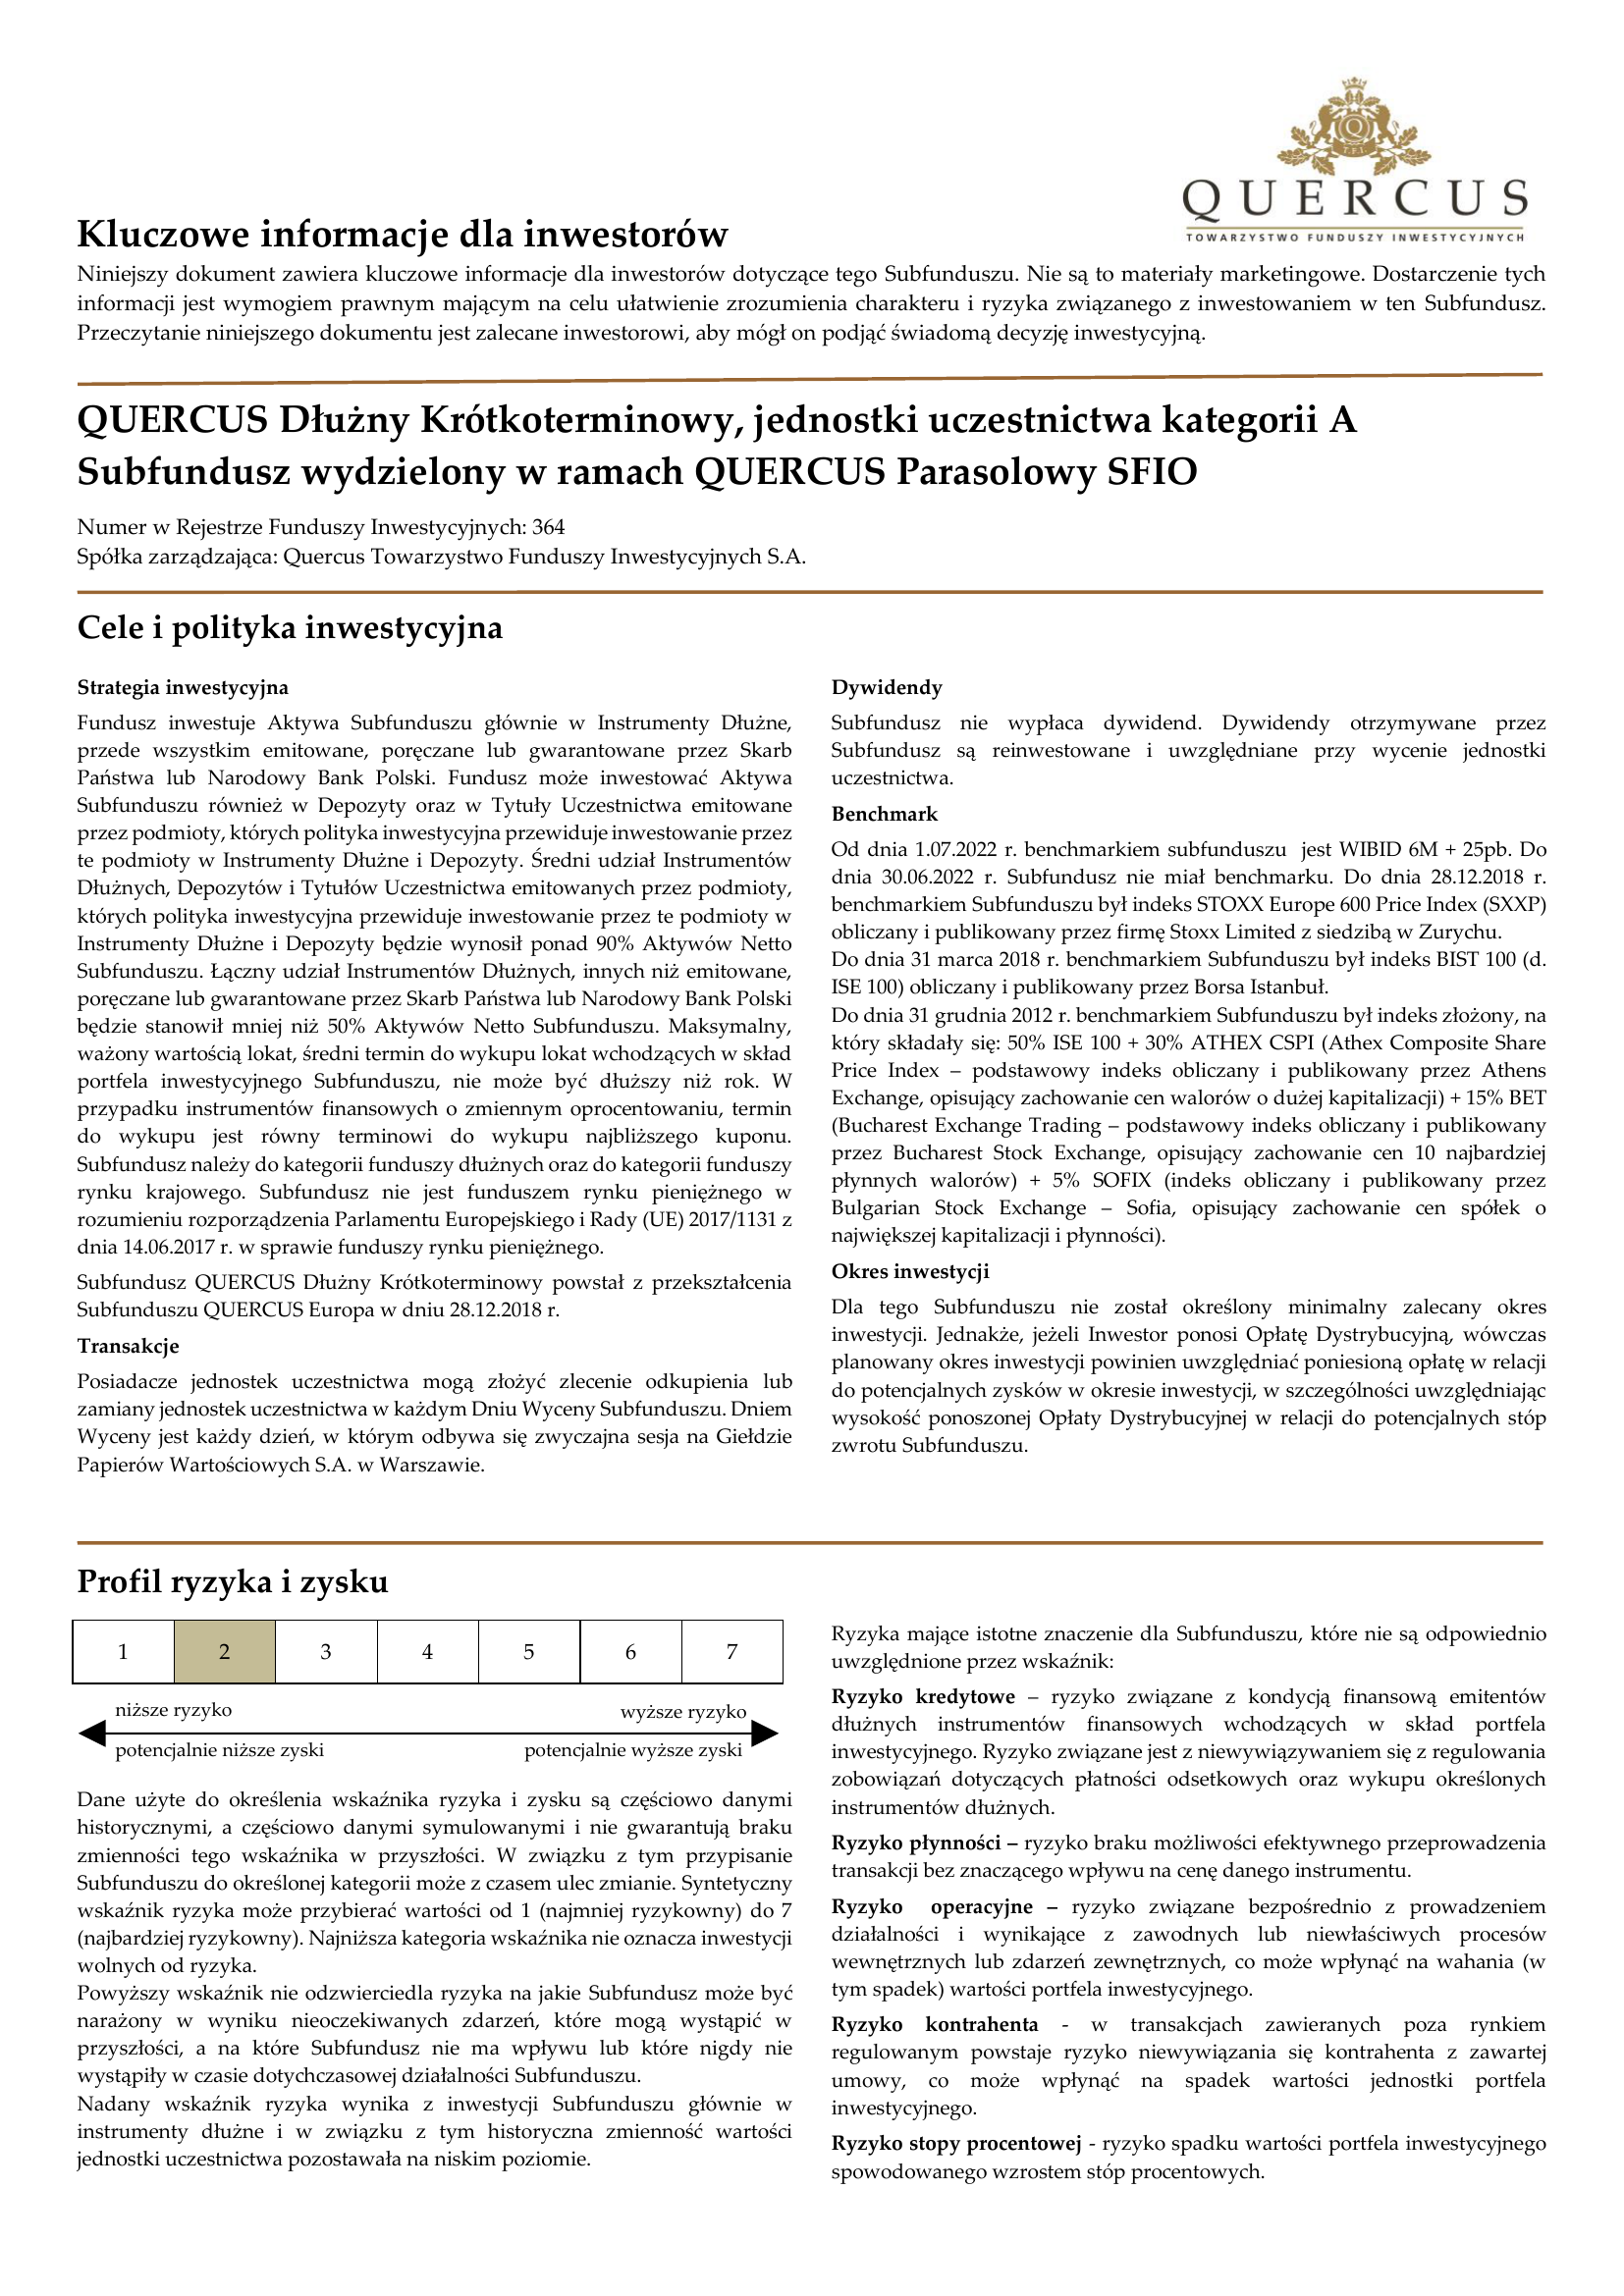 Q
T.F.I.
QUERCUS
TOWARZYSTWO FUNDUSZY INWESTYCYJNYCH
Kluczowe informacje dla inwestorów
Niniejszy dokument zawiera kluczowe informacje dla inwestorów dotyczące tego Subfunduszu. Nie są to materiały marketingowe. Dostarczenie tych
informacji jest wymogiem prawnym mającym na celu ułatwienie zrozumienia charakteru i ryzyka związanego z inwestowaniem w ten Subfundusz.
Przeczytanie niniejszego dokumentu jest zalecane inwestorowi, aby mógł on podjąć świadomą decyzję inwestycyjną.
QUERCUS Dłużny Krótkoterminowy, jednostki uczestnictwa kategorii A
Subfundusz wydzielony w ramach QUERCUS Parasolowy SFIO
Numer w Rejestrze Funduszy Inwestycyjnych: 364
Spółka zarządzająca: Quercus Towarzystwo Funduszy Inwestycyjnych S.A.
Cele i polityka inwestycyjna
Strategia inwestycyjna
Fundusz inwestuje Aktywa Subfunduszu głównie w Instrumenty Dłużne,
przede wszystkim emitowane, poręczane lub gwarantowane przez Skarb
Państwa lub Narodowy Bank Polski. Fundusz może inwestować Aktywa
Subfunduszu również w Depozyty oraz w Tytuły Uczestnictwa emitowane
przez podmioty, których polityka inwestycyjna przewiduje inwestowanie przez
te podmioty w Instrumenty Dłużne i Depozyty. Średni udział Instrumentów
Dłużnych, Depozytów i Tytułów Uczestnictwa emitowanych przez podmioty,
których polityka inwestycyjna przewiduje inwestowanie przez te podmioty w
Instrumenty Dłużne i Depozyty będzie wynosił ponad 90% Aktywów Netto
Subfunduszu. Łączny udział Instrumentów Dłużnych, innych niż emitowane,
poręczane lub gwarantowane przez Skarb Państwa lub Narodowy Bank Polski
będzie stanowił mniej niż 50% Aktywów Netto Subfunduszu. Maksymalny,
ważony wartością lokat, średni termin do wykupu lokat wchodzących w skład
portfela inwestycyjnego Subfunduszu, nie może być dłuższy niż rok. W
przypadku instrumentów finansowych o zmiennym oprocentowaniu, termin
do wykupu jest równy terminowi do wykupu najbliższego kuponu.
Subfundusz należy do kategorii funduszy dłużnych oraz do kategorii funduszy
rynku krajowego. Subfundusz nie jest funduszem rynku pieniężnego w
rozumieniu rozporządzenia Parlamentu Europejskiego i Rady (UE) 2017/1131 z
dnia 14.06.2017 r. w sprawie funduszy rynku pieniężnego.
Subfundusz QUERCUS Dłużny Krótkoterminowy powstał z przekształcenia
Subfunduszu QUERCUS Europa w dniu 28.12.2018 r.
Transakcje
Posiadacze jednostek uczestnictwa mogą złożyć zlecenie odkupienia lub
zamiany jednostek uczestnictwa w każdym Dniu Wyceny Subfunduszu. Dniem
Wyceny jest każdy dzień, w którym odbywa się zwyczajna sesja na Giełdzie
Papierów Wartościowych S.A. w Warszawie.
Dywidendy
Subfundusz nie wypłaca dywidend. Dywidendy otrzymywane przez
Subfundusz są reinwestowane i uwzględniane przy wycenie jednostki
uczestnictwa.
Benchmark
Od dnia 1.07.2022 r. benchmarkiem subfunduszu jest WIBID 6M + 25pb. Do
dnia 30.06.2022 r. Subfundusz nie miał benchmarku. Do dnia 28.12.2018 r.
benchmarkiem Subfunduszu był indeks STOXX Europe 600 Price Index (SXXP)
obliczany i publikowany przez firmę Stoxx Limited z siedzibą w Zurychu.
Do dnia 31 marca 2018 r. benchmarkiem Subfunduszu był indeks BIST 100 (d.
ISE 100) obliczany i publikowany przez Borsa Istanbuł.
Do dnia 31 grudnia 2012 r. benchmarkiem Subfunduszu był indeks złożony, na
który składały się: 50% ISE 100 + 30% ATHEX CSPI (Athex Composite Share
Price Index – podstawowy indeks obliczany i publikowany przez Athens
Exchange, opisujący zachowanie cen walorów o dużej kapitalizacji) + 15% BET
(Bucharest Exchange Trading – podstawowy indeks obliczany i publikowany
przez Bucharest Stock Exchange, opisujący zachowanie cen 10 najbardziej
płynnych walorów) + 5% SOFIX (indeks obliczany i publikowany przez
Bulgarian Stock Exchange – Sofia, opisujący zachowanie cen spółek o
największej kapitalizacji i płynności).
Okres inwestycji
Dla tego Subfunduszu nie został określony minimalny zalecany okres
inwestycji. Jednakże, jeżeli Inwestor ponosi Opłatę Dystrybucyjną, wówczas
planowany okres inwestycji powinien uwzględniać poniesioną opłatę w relacji
do potencjalnych zysków w okresie inwestycji, w szczególności uwzględniając
wysokość ponoszonej Opłaty Dystrybucyjnej w relacji do potencjalnych stóp
zwrotu Subfunduszu.
Profil ryzyka i zysku
1 2 3 4 5 6 7
niższe ryzyko wyższe ryzyko
potencjalnie niższe zyski potencjalnie wyższe zyski
Dane użyte do określenia wskaźnika ryzyka i zysku są częściowo danymi
historycznymi, a częściowo danymi symulowanymi i nie gwarantują braku
zmienności tego wskaźnika w przyszłości. W związku z tym przypisanie
Subfunduszu do określonej kategorii może z czasem ulec zmianie. Syntetyczny
wskaźnik ryzyka może przybierać wartości od 1 (najmniej ryzykowny) do 7
(najbardziej ryzykowny). Najniższa kategoria wskaźnika nie oznacza inwestycji
wolnych od ryzyka.
Powyższy wskaźnik nie odzwierciedla ryzyka na jakie Subfundusz może być
narażony w wyniku nieoczekiwanych zdarzeń, które mogą wystąpić w
przyszłości, a na które Subfundusz nie ma wpływu lub które nigdy nie
wystąpiły w czasie dotychczasowej działalności Subfunduszu.
Nadany wskaźnik ryzyka wynika z inwestycji Subfunduszu głównie w
instrumenty dłużne i w związku z tym historyczna zmienność wartości
jednostki uczestnictwa pozostawała na niskim poziomie.
Ryzyka mające istotne znaczenie dla Subfunduszu, które nie są odpowiednio
uwzględnione przez wskaźnik:
Ryzyko kredytowe – ryzyko związane z kondycją finansową emitentów
dłużnych instrumentów finansowych wchodzących w skład portfela
inwestycyjnego. Ryzyko związane jest z niewywiązywaniem się z regulowania
zobowiązań dotyczących płatności odsetkowych oraz wykupu określonych
instrumentów dłużnych.
Ryzyko płynności – ryzyko braku możliwości efektywnego przeprowadzenia
transakcji bez znaczącego wpływu na cenę danego instrumentu.
Ryzyko operacyjne – ryzyko związane bezpośrednio z prowadzeniem
działalności i wynikające z zawodnych lub niewłaściwych procesów
wewnętrznych lub zdarzeń zewnętrznych, co może wpłynąć na wahania (w
tym spadek) wartości portfela inwestycyjnego.
Ryzyko kontrahenta - w transakcjach zawieranych poza rynkiem
regulowanym powstaje ryzyko niewywiązania się kontrahenta z zawartej
umowy, co może wpłynąć na spadek wartości jednostki portfela
inwestycyjnego.
Ryzyko stopy procentowej - ryzyko spadku wartości portfela inwestycyjnego
spowodowanego wzrostem stóp procentowych.